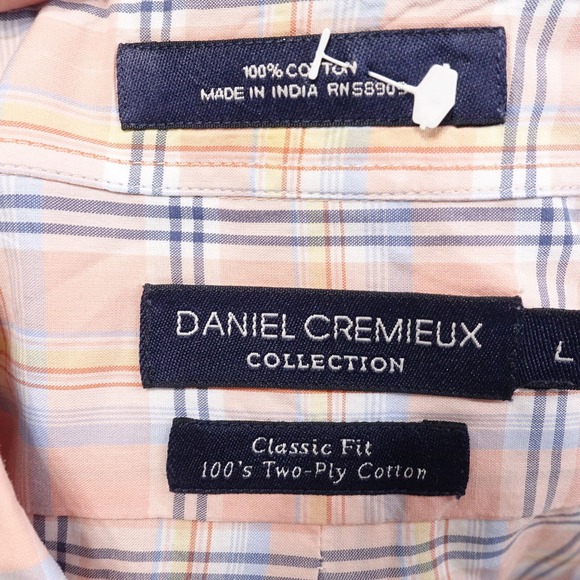 100% COTTON
MADE IN INDIA
DANIEL CREMIEUX
COLLECTION
L
Classic Fit
100's Two-Ply Cotton